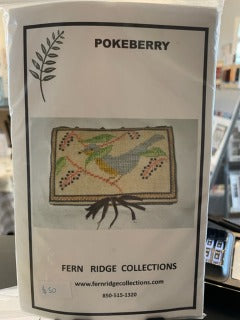 POKEBERRY
FERN RIDGE COLLECTIONS
www.fernridgecollections.com
850-515-1320